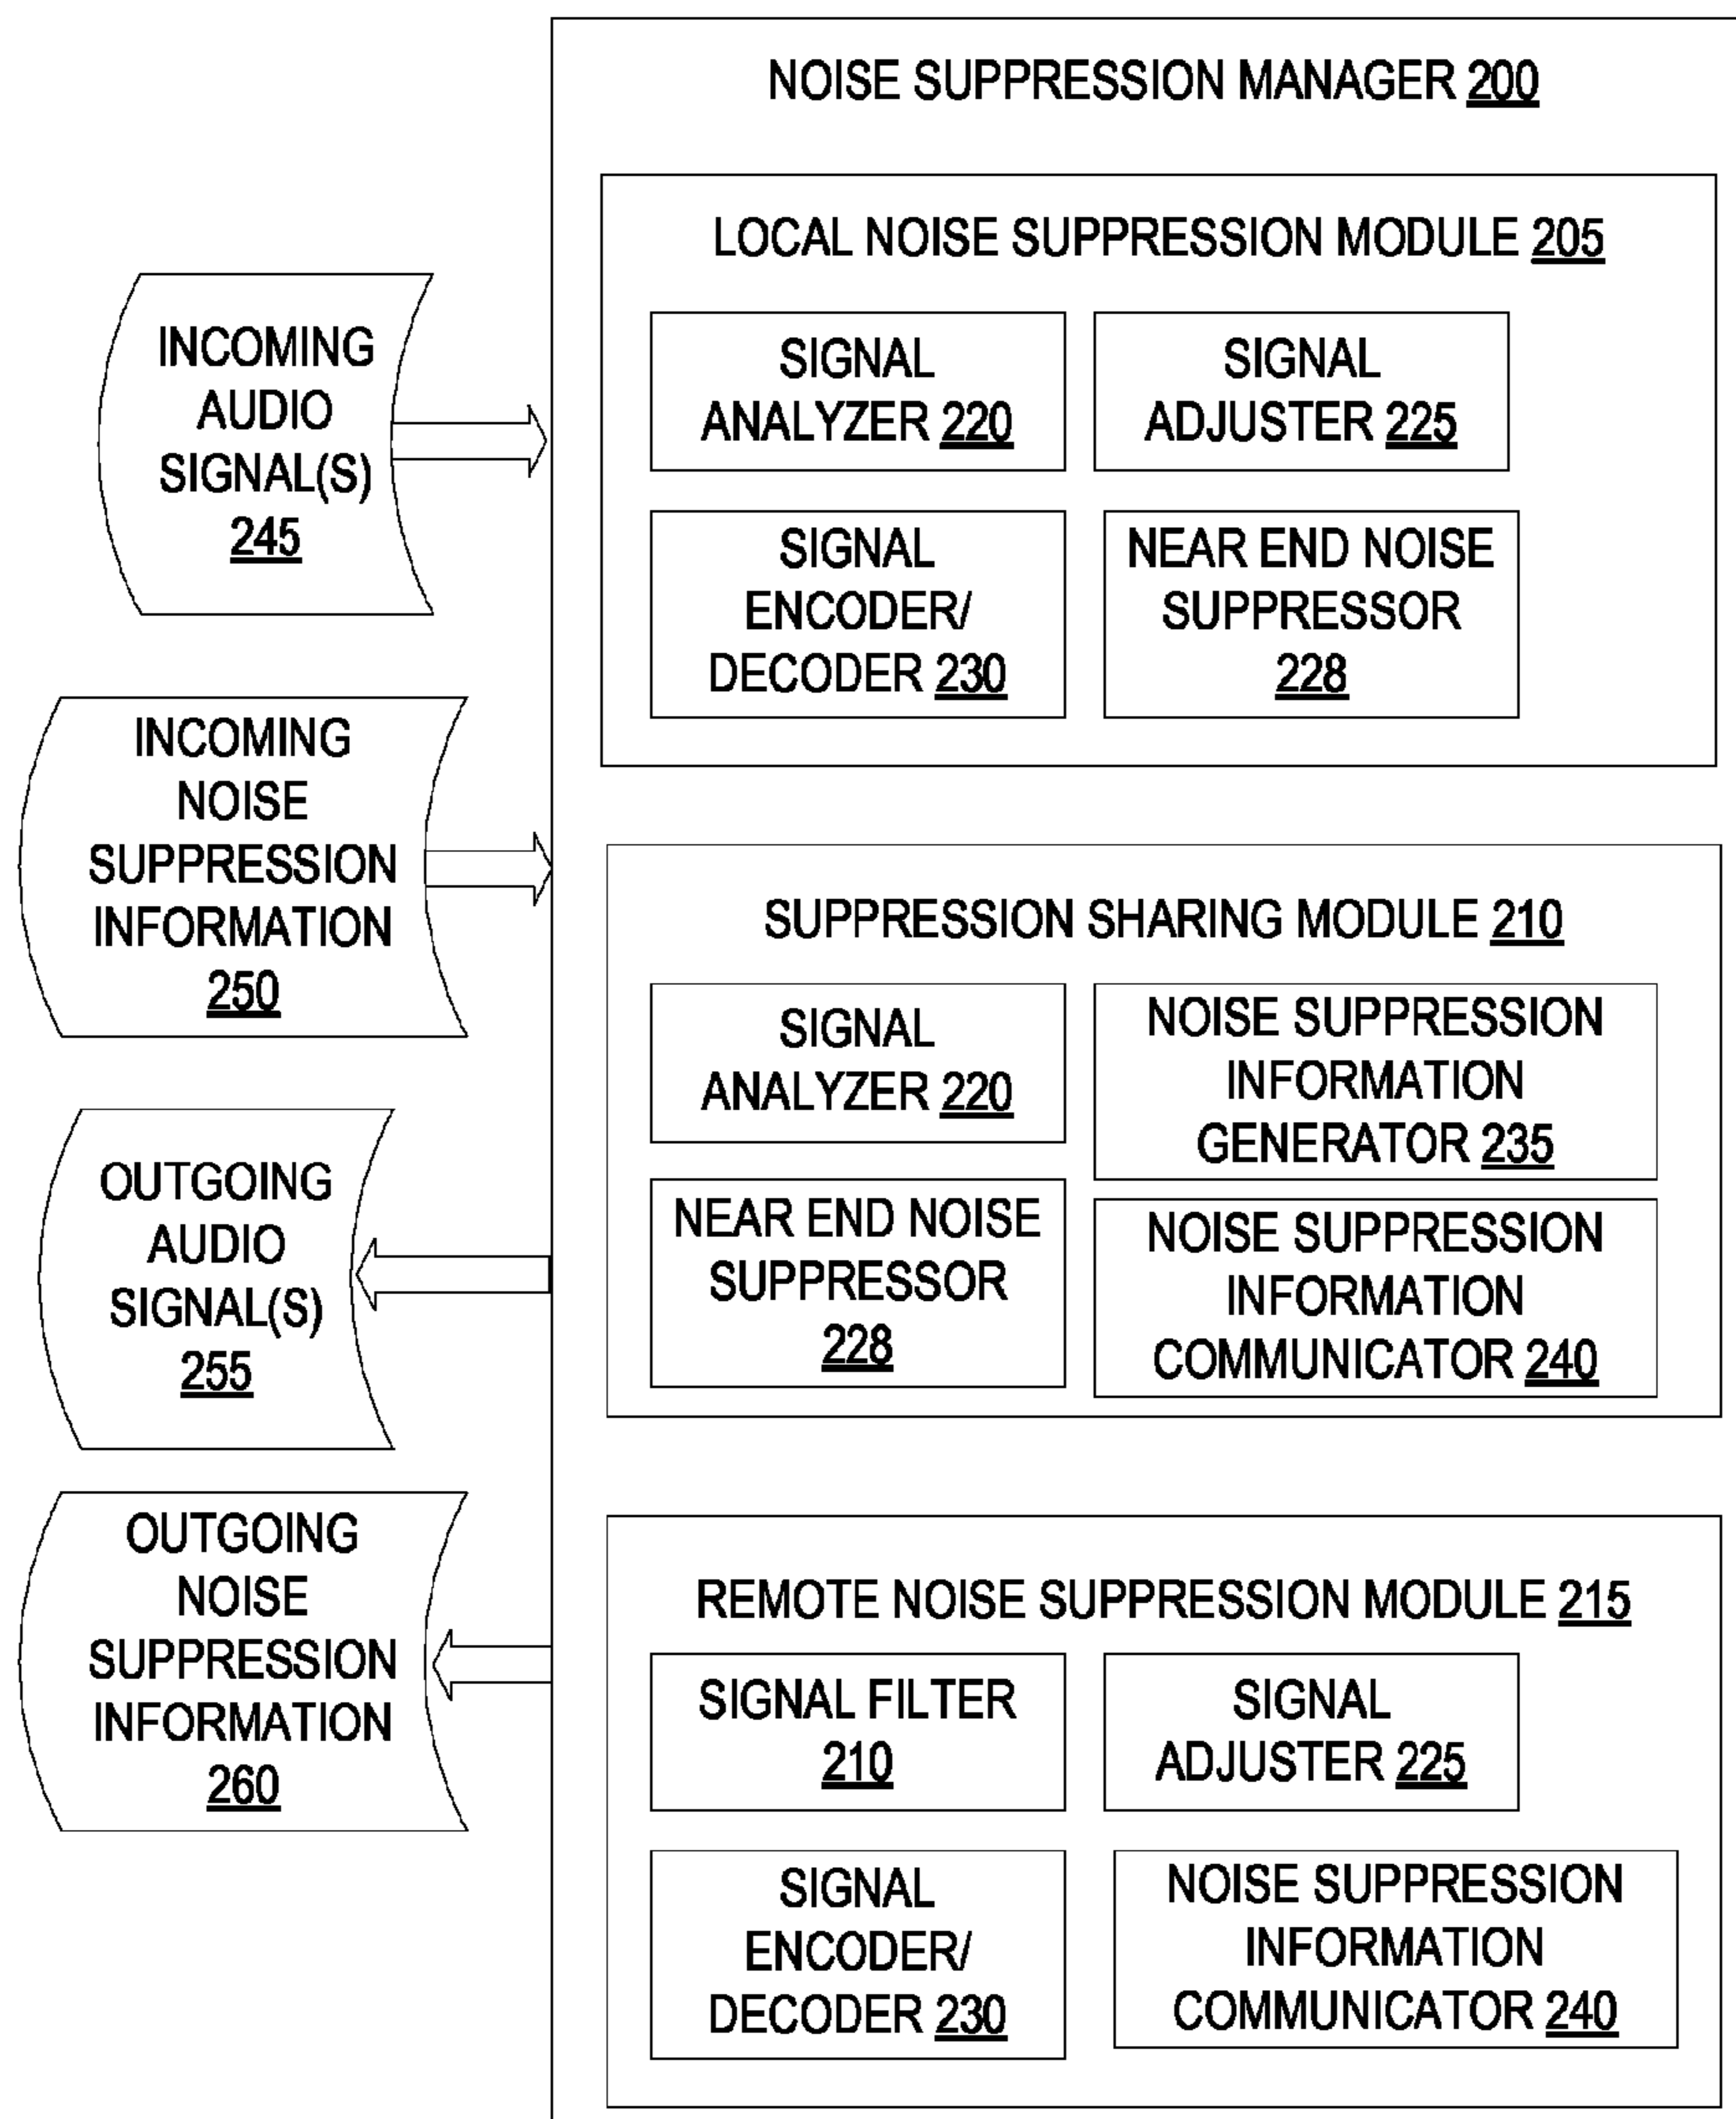 NOISE SUPPRESSION MANAGER 200
LOCAL NOISE SUPPRESSION MODULE 205
SIGNAL
ANALYZER 220
SIGNAL
ADJUSTER 225
SIGNAL
ENCODER/
DECODER 230
NEAR END NOISE
SUPPRESSOR
228
INCOMING
AUDIO
SIGNAL(S)
245
INCOMING
NOISE
SUPPRESSION
INFORMATION
250
SUPPRESSION SHARING MODULE 210
SIGNAL
ANALYZER 220
NOISE SUPPRESSION
INFORMATION
GENERATOR 235
NEAR END NOISE
SUPPRESSOR
228
NOISE SUPPRESSION
INFORMATION
COMMUNICATOR 240
OUTGOING
AUDIO
SIGNAL(S)
255
OUTGOING
NOISE
SUPPRESSION
INFORMATION
260
REMOTE NOISE SUPPRESSION MODULE 215
SIGNAL FILTER
210
SIGNAL
ADJUSTER 225
SIGNAL
ENCODER/
DECODER 230
NOISE SUPPRESSION
INFORMATION
COMMUNICATOR 240